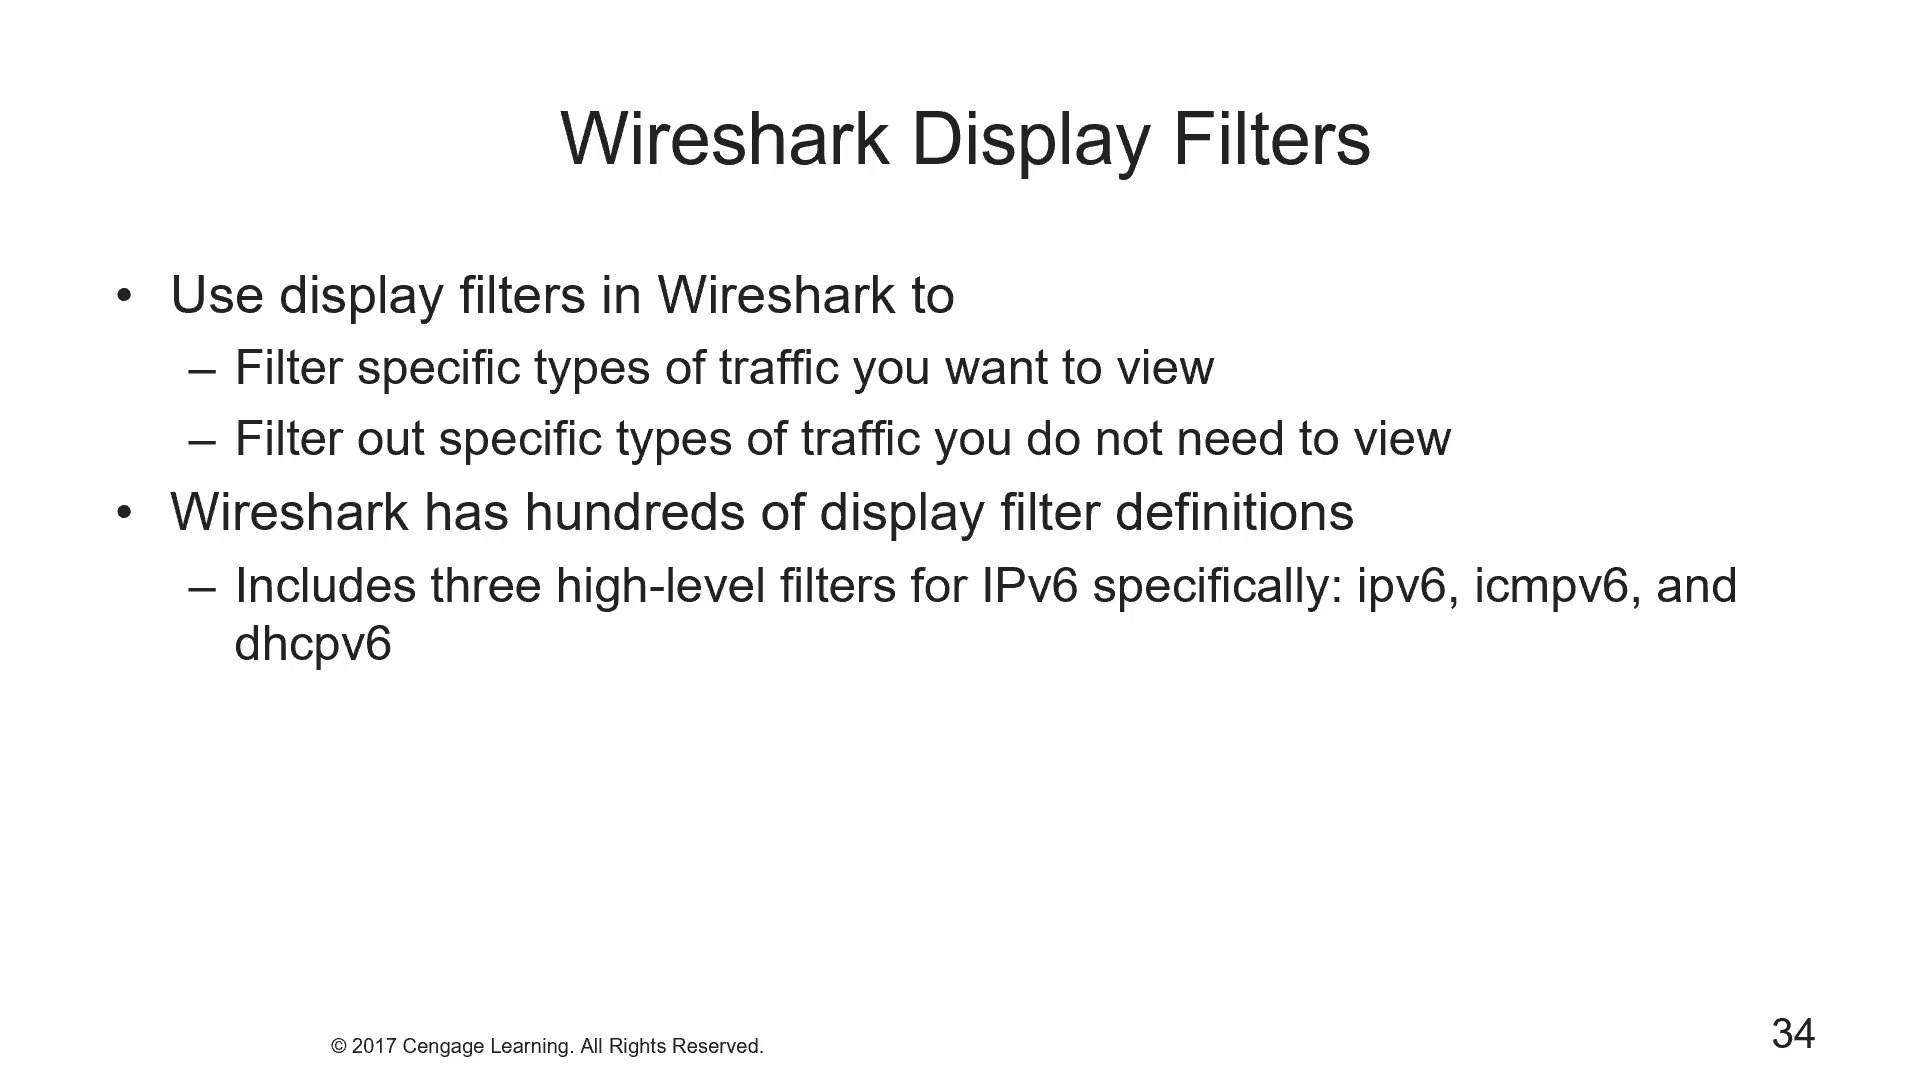 Wireshark Display Filters
• Use display filters in Wireshark to
– Filter specific types of traffic you want to view
– Filter out specific types of traffic you do not need to view
• Wireshark has hundreds of display filter definitions
– Includes three high-level filters for IPv6 specifically: ipv6, icmpv6, and
dhcpv6
© 2017 Cengage Learning. All Rights Reserved.
34